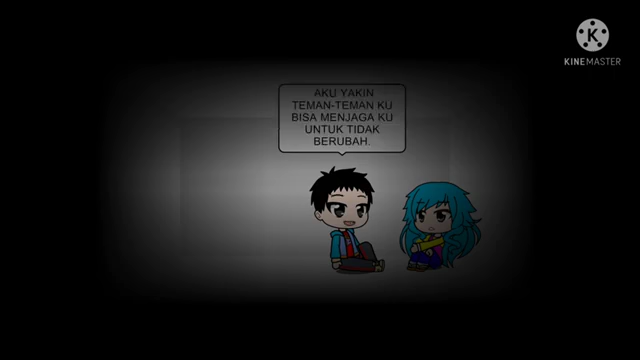 K
KINEMASTER
AKU YAKIN
TEMAN-TEMAN KU
BISA MENJAGA KU
UNTUK TIDAK
BERUBAH.